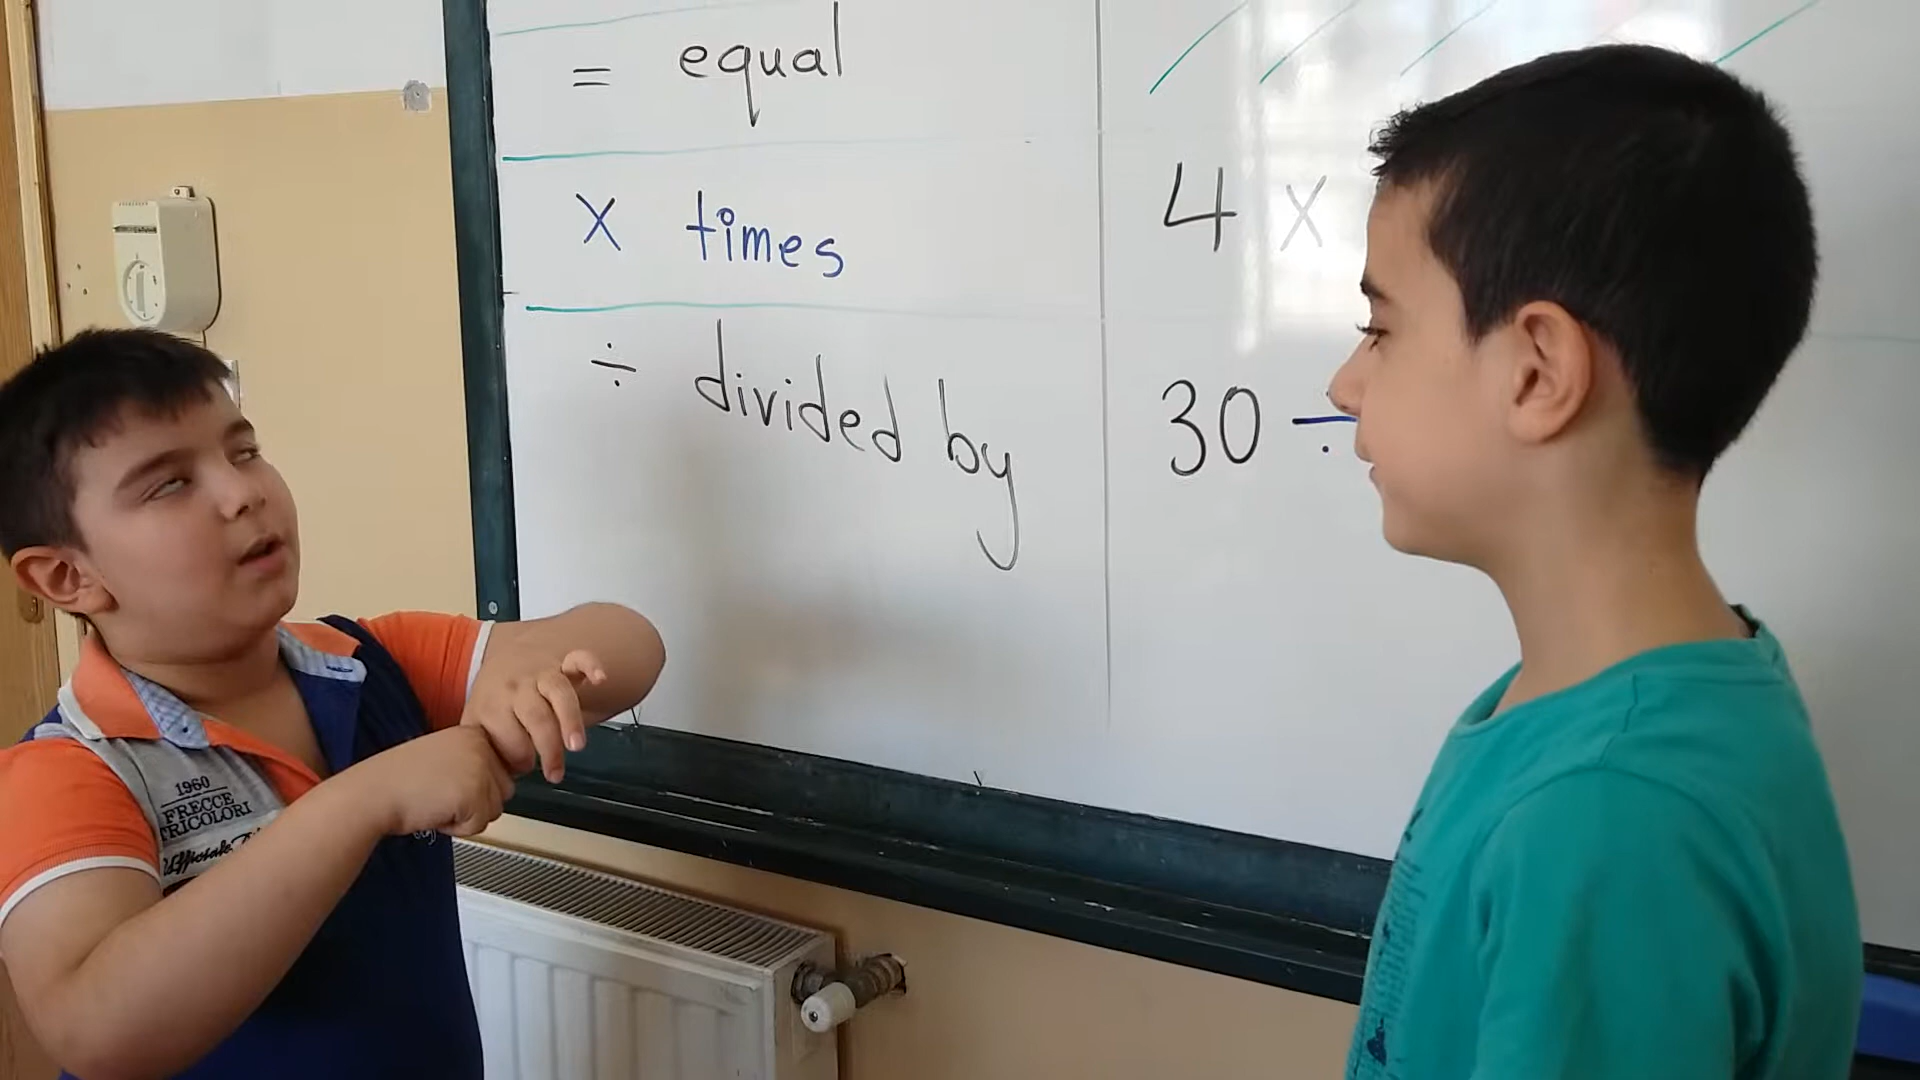 = equal
× times
÷ divided by
4 ×
30 ÷
1960
FRECCE
TRICOLORI